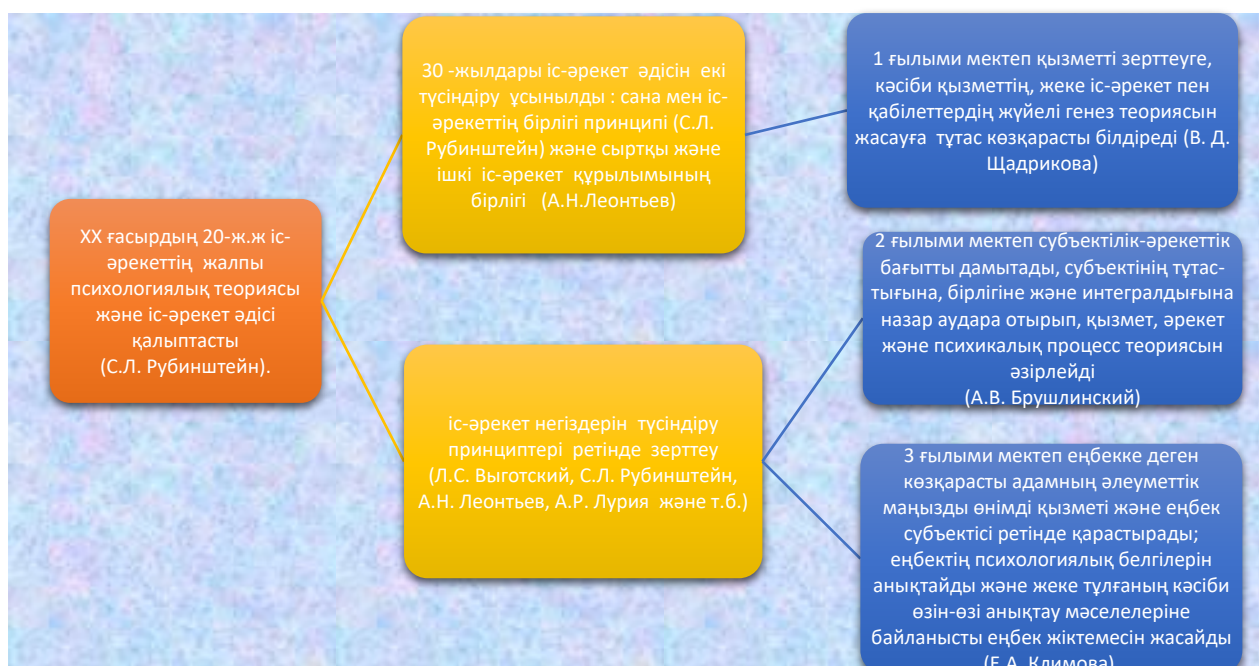 XX ғасырдың 20-ж.ж іс-
әрекеттің жалпы
психологиялық теориясы
және іс-әрекет әдісі
қалыптасты
(С.Л. Рубинштейн).
30 -жылдары іс-әрекет әдісін екі
түсіндіру ұсынылды : сана мен іс-
әрекеттің бірлігі принципі (С.Л.
Рубинштейн) және сыртқы және
ішкі іс-әрекет құрылымының
бірлігі (А.Н.Леонтьев)
іс-әрекет негіздерін түсіндіру
принциптері ретінде зерттеу
(Л.С. Выготский, С.Л. Рубинштейн,
А.Н. Леонтьев, А.Р. Лурия және т.б.)
1 ғылыми мектеп қызметті зерттеуге,
кәсіби қызметтің, жеке іс-әрекет пен
қабілеттердің жүйелі генез теориясын
жасауға тұтас көзқарасты білдіреді (В. Д.
Щадрикова)
2 ғылыми мектеп субъектілік-әрекеттік
бағытты дамытады, субъектінің тұтас-
тығына, бірлігіне және интегралдығына
назар аудара отырып, қызмет, әрекет
және психикалық процесс теориясын
әзірлейді
(А.В. Брушлинский)
3 ғылыми мектеп еңбекке деген
көзқарасты адамның әлеуметтік
маңызды өнімді қызметі және еңбек
субъектісі ретінде қарастырады;
еңбектің психологиялық белгілерін
анықтайды және жеке тұлғаның кәсіби
өзін-өзі анықтау мәселелеріне
байланысты еңбек жіктемесін жасайды
(Е.А. Климова)